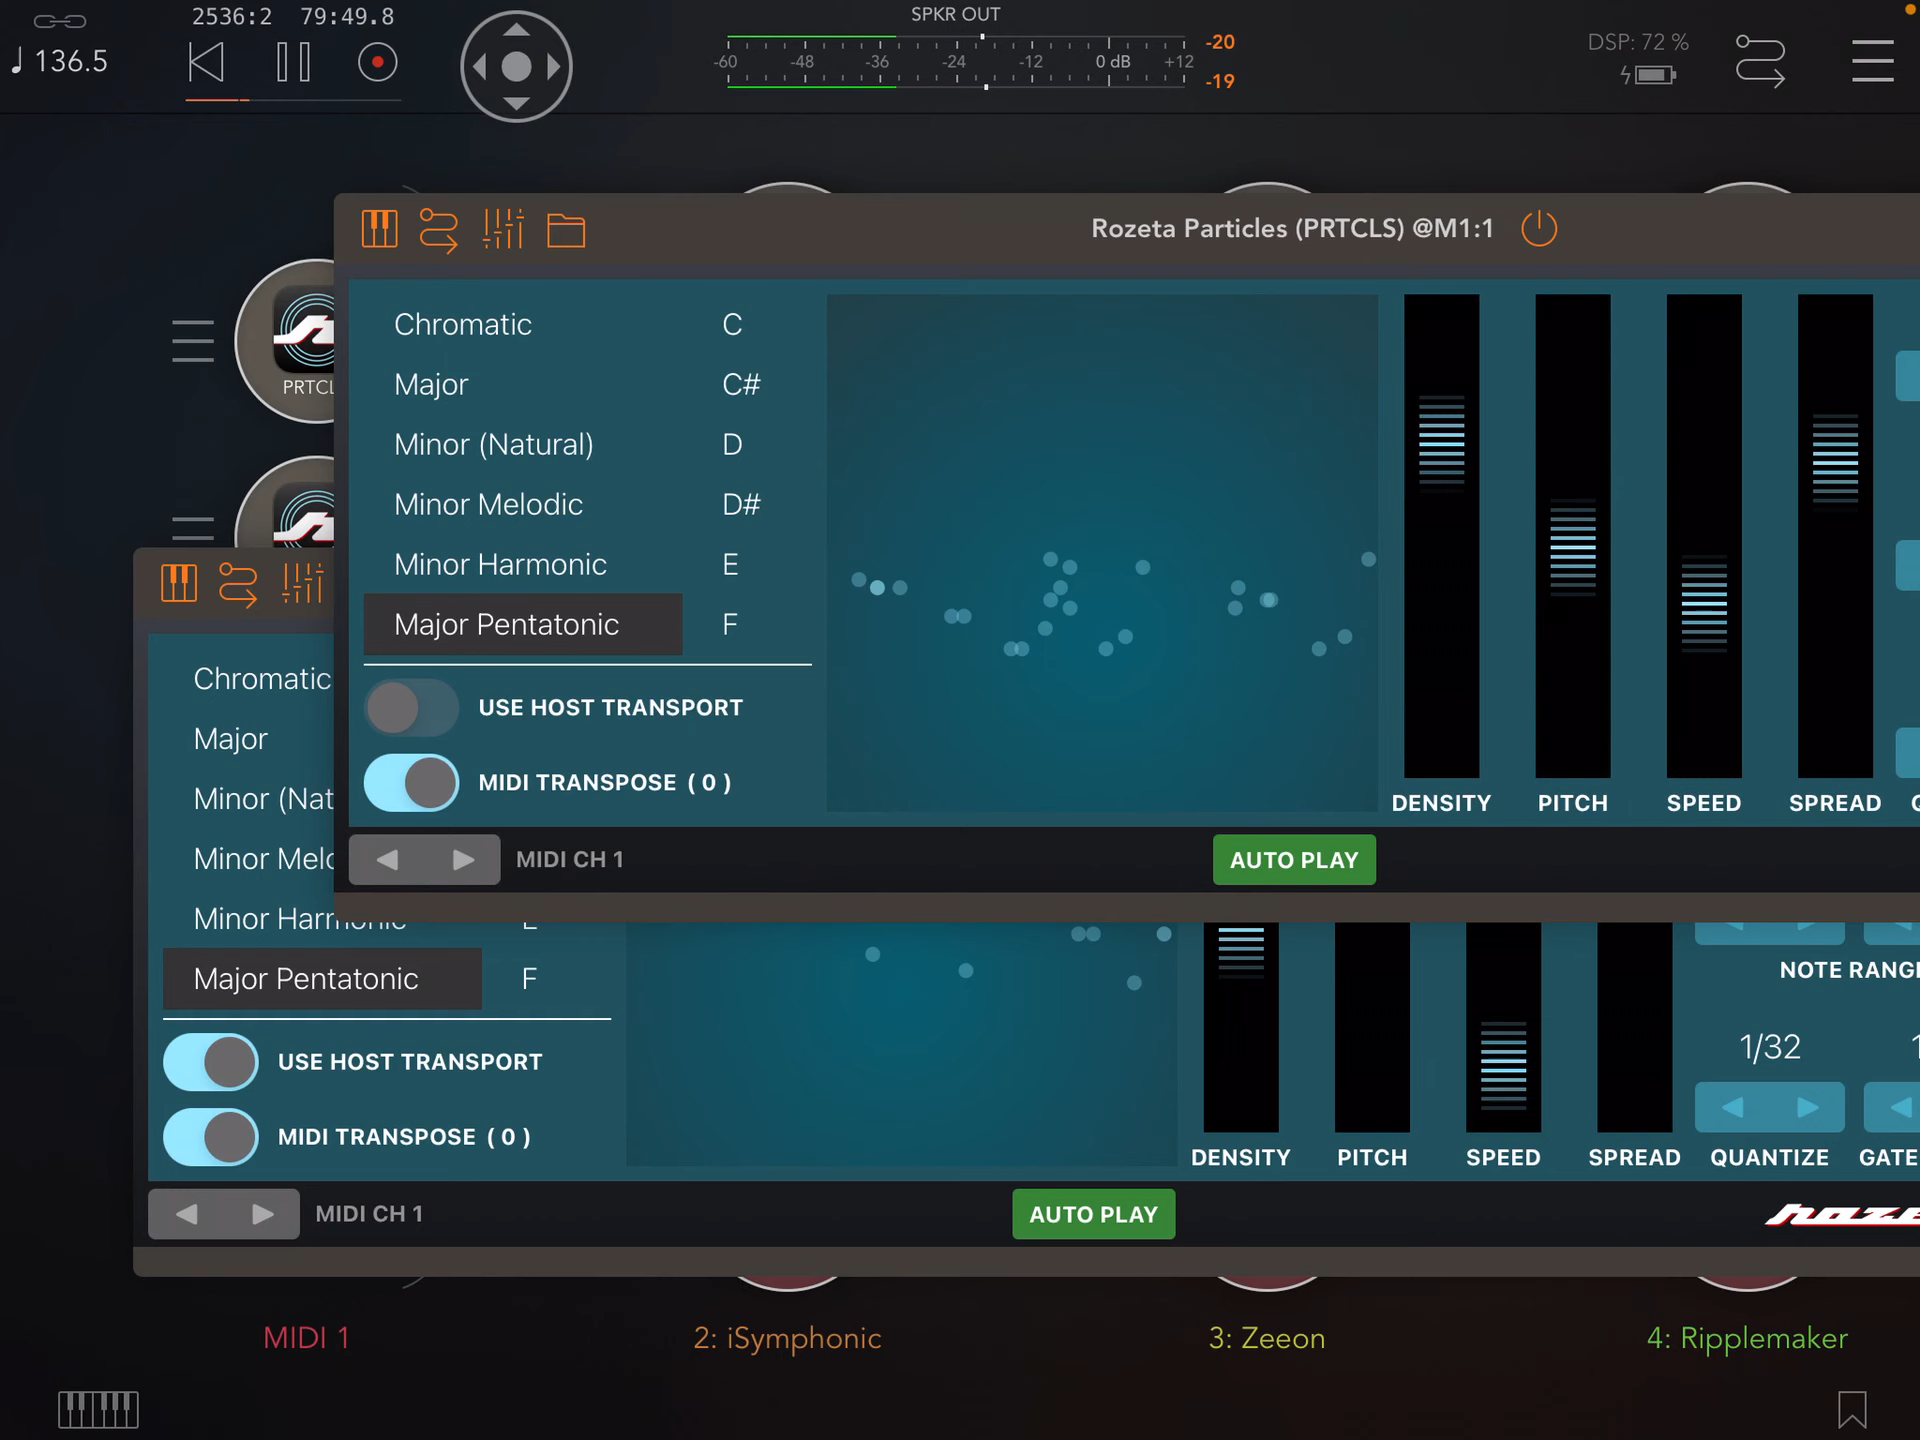 2536:2 79:49.8
136.5
SPKR OUT
-60 -48 -36 -24 -12 0 dB +12
-20
-19
DSP: 72 %
Rozeta Particles (PRTCLS) @M1:1
Chromatic C
Major C#
Minor (Natural) D
Minor Melodic D#
Minor Harmonic E
Major Pentatonic F
USE HOST TRANSPORT
MIDI TRANSPOSE ( 0 )
DENSITY PITCH SPEED SPREAD
MIDI CH 1
AUTO PLAY
PRTCL
Chromatic
Major
Minor (Nat
Minor Melo
Minor Harmonic E
Major Pentatonic F
USE HOST TRANSPORT
MIDI TRANSPOSE ( 0 )
NOTE RANG
1/32
DENSITY PITCH SPEED SPREAD QUANTIZE GATE
MIDI CH 1
AUTO PLAY
MIDI 1
2: iSymphonic
3: Zeeon
4: Ripplemaker